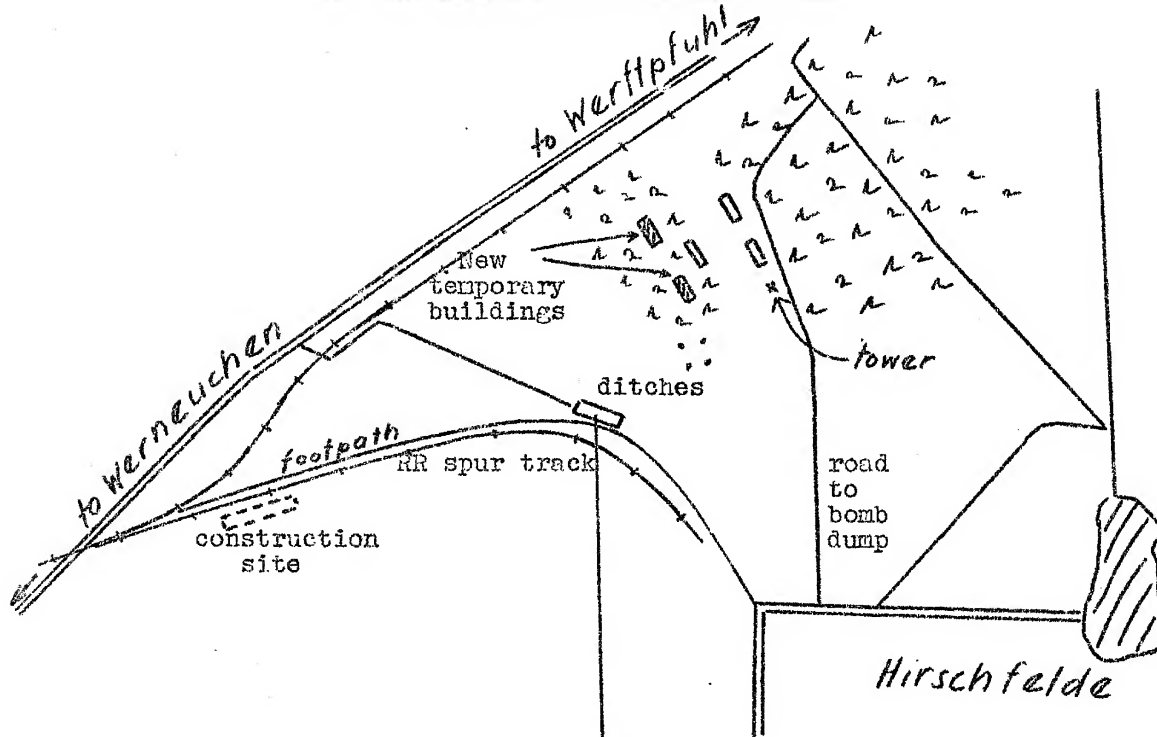 to Werftpfuhl
to Werneuchen
New
temporary
buildings
tower
ditches
footpath
RR spur track
construction
site
road
to
bomb
dump
Hirschfelde